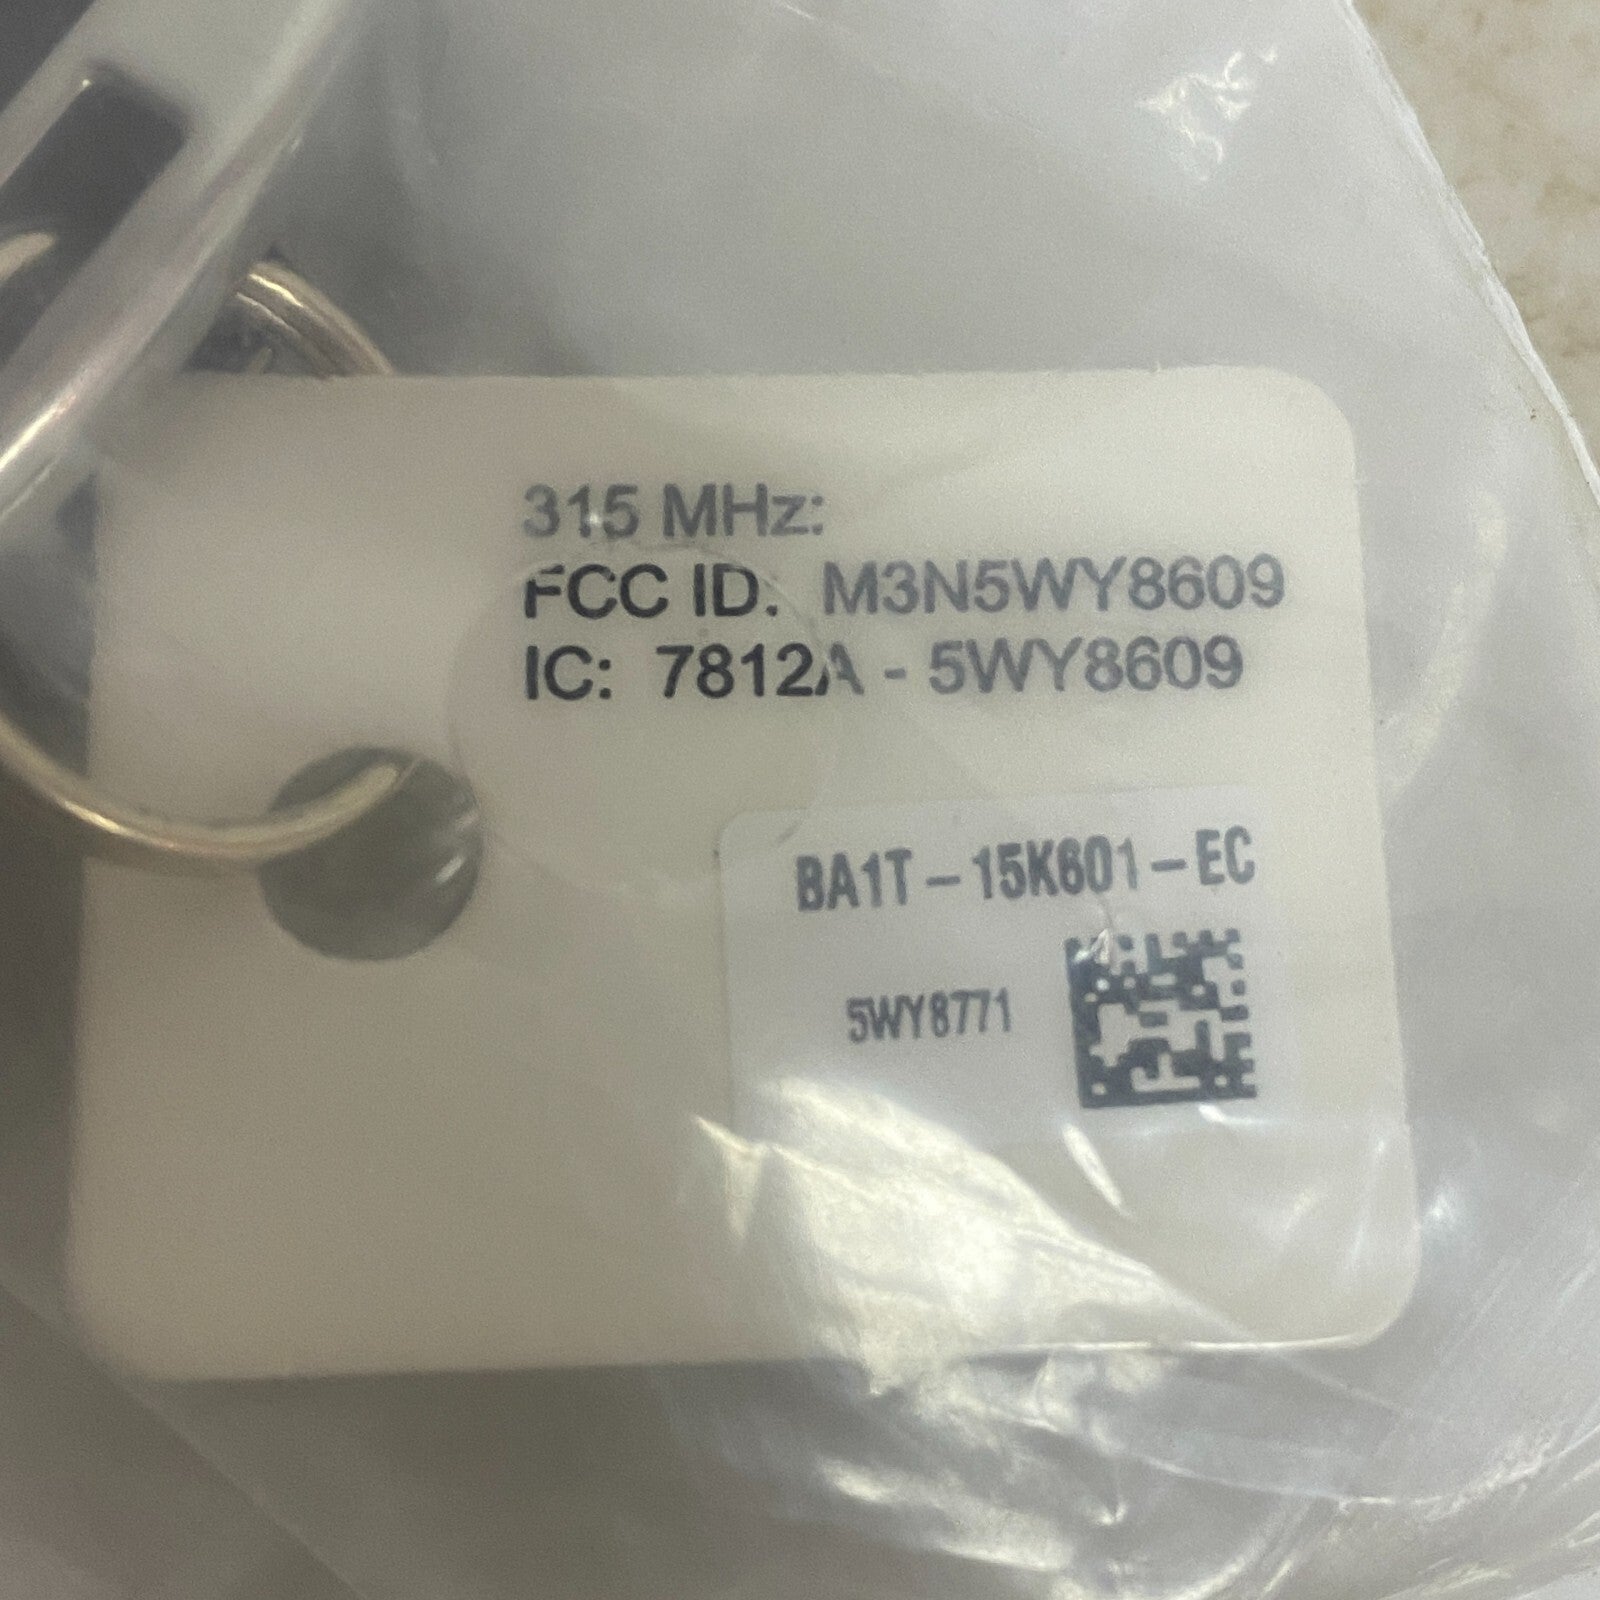 315 MHz:
FCC ID. M3N5WY8609
IC: 7812A - 5WY8609
BA1T - 15K601 - EC
5WY8771